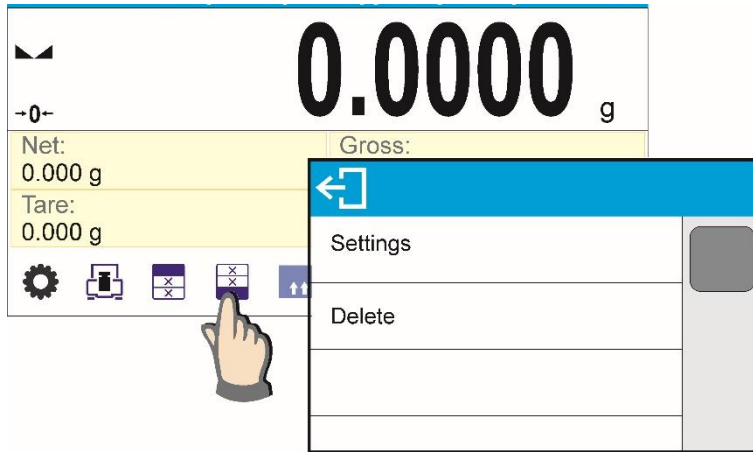 0.0000 g
→0←
Net:
0.000 g
Gross:
Tare:
0.000 g
Settings
Delete